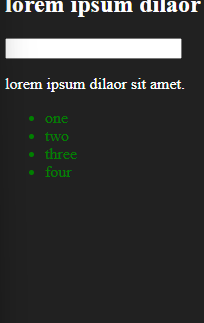 lorem ipsum dilaor
lorem ipsum dilaor sit amet.
one
two
three
four